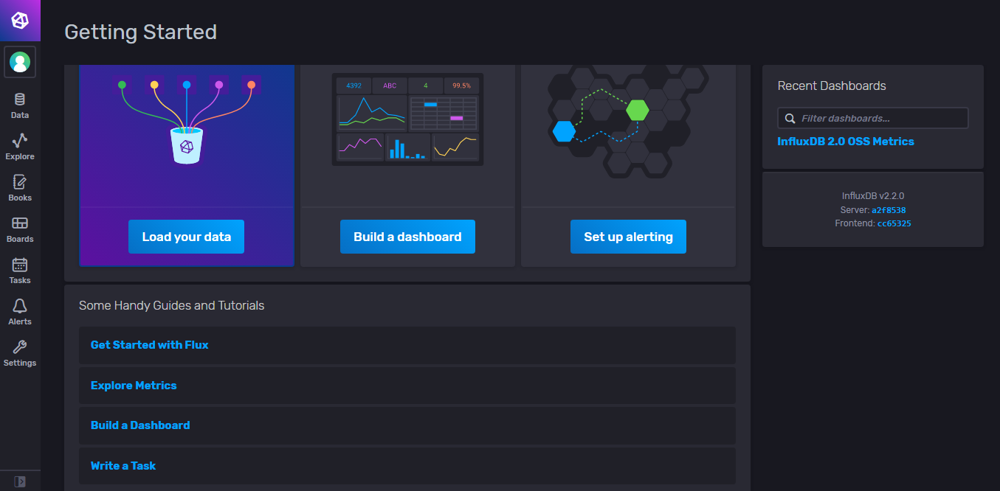 Getting Started
Data
Explore
Books
Boards
Tasks
Alerts
Settings
4392
ABC
4
99.5%
Load your data
Build a dashboard
Set up alerting
Some Handy Guides and Tutorials
Get Started with Flux
Explore Metrics
Build a Dashboard
Write a Task
Recent Dashboards
Filter dashboards...
InfluxDB 2.0 OSS Metrics
InfluxDB v2.2.0
Server: a2f8538
Frontend: cc65325